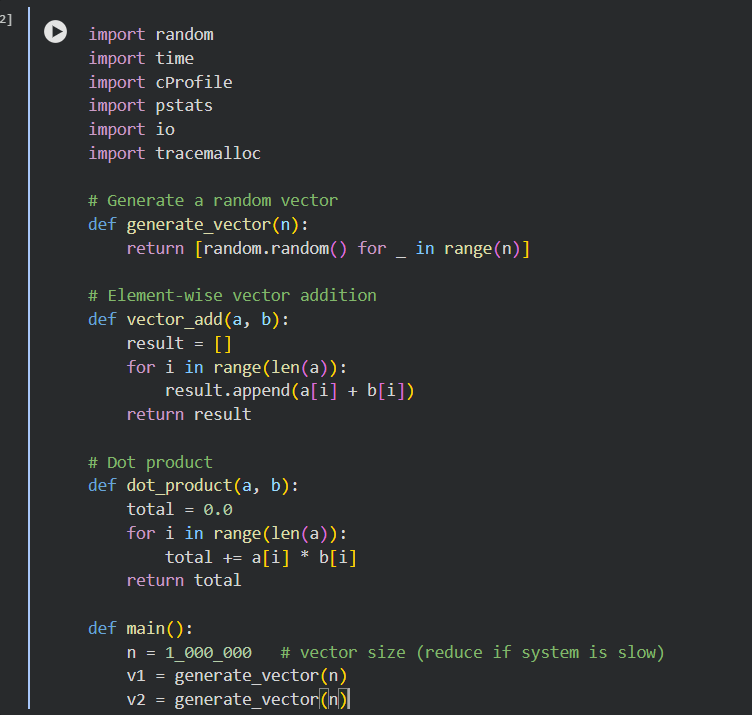 2]
import random
import time
import cProfile
import pstats
import io
import tracemalloc

# Generate a random vector
def generate_vector(n):
    return [random.random() for _ in range(n)]

# Element-wise vector addition
def vector_add(a, b):
    result = []
    for i in range(len(a)):
        result.append(a[i] + b[i])
    return result

# Dot product
def dot_product(a, b):
    total = 0.0
    for i in range(len(a)):
        total += a[i] * b[i]
    return total

def main():
    n = 1_000_000   # vector size (reduce if system is slow)
    v1 = generate_vector(n)
    v2 = generate_vector(n)